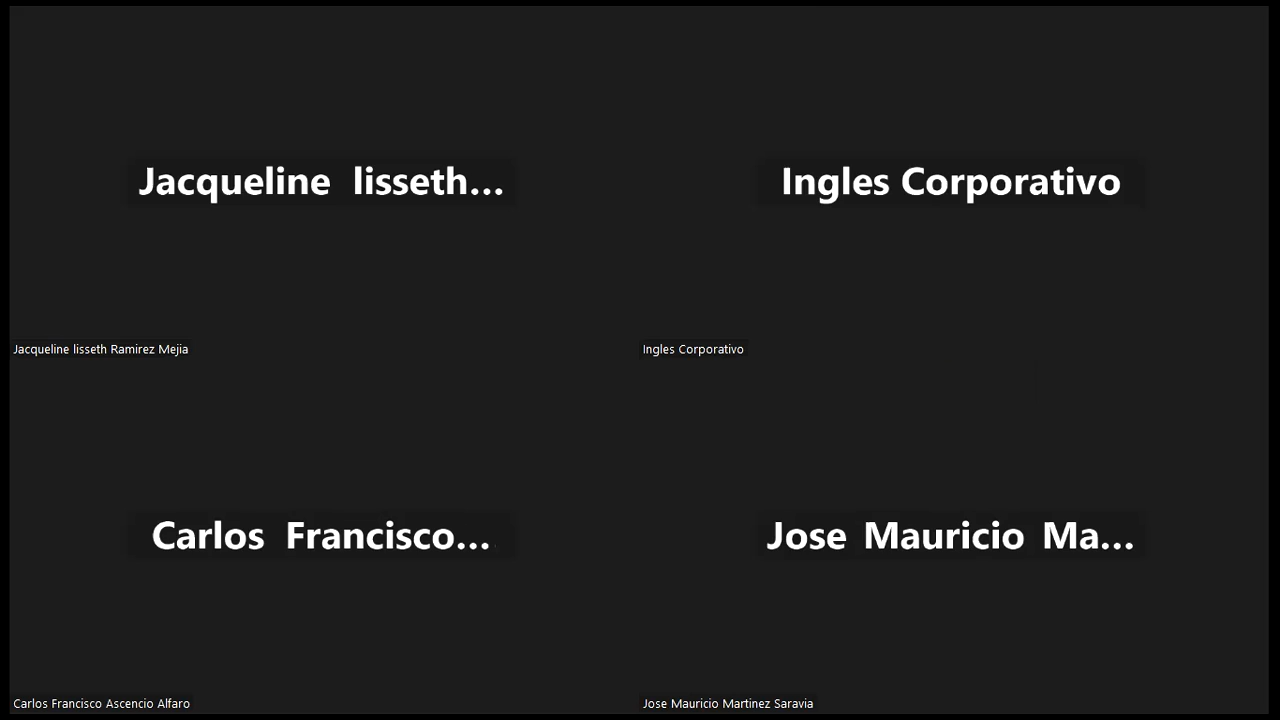 Jacqueline lisseth...
Ingles Corporativo
Jacqueline lisseth Ramirez Mejia
Ingles Corporativo
Carlos Francisco...
Jose Mauricio Ma...
Carlos Francisco Ascencio Alfaro
Jose Mauricio Martinez Saravia